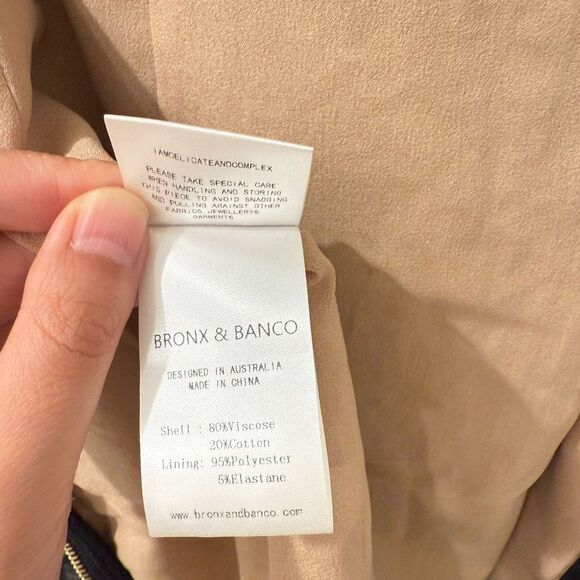 IAMDELICATEANDCOMPLEX
PLEASE TAKE SPECIAL CARE
WHEN HANDLING AND STORING
THIS PIECE TO AVOID SNAGGING
AND PULLING AGAINST OTHER
FABRICS JEWELLERY&
GARMENTS
BRONX & BANCO
DESIGNED IN AUSTRALIA
MADE IN CHINA
Shell : 80%Viscose
20%Cotton
Lining: 95%Polyester
5%Elastane
www.bronxandbanco.com